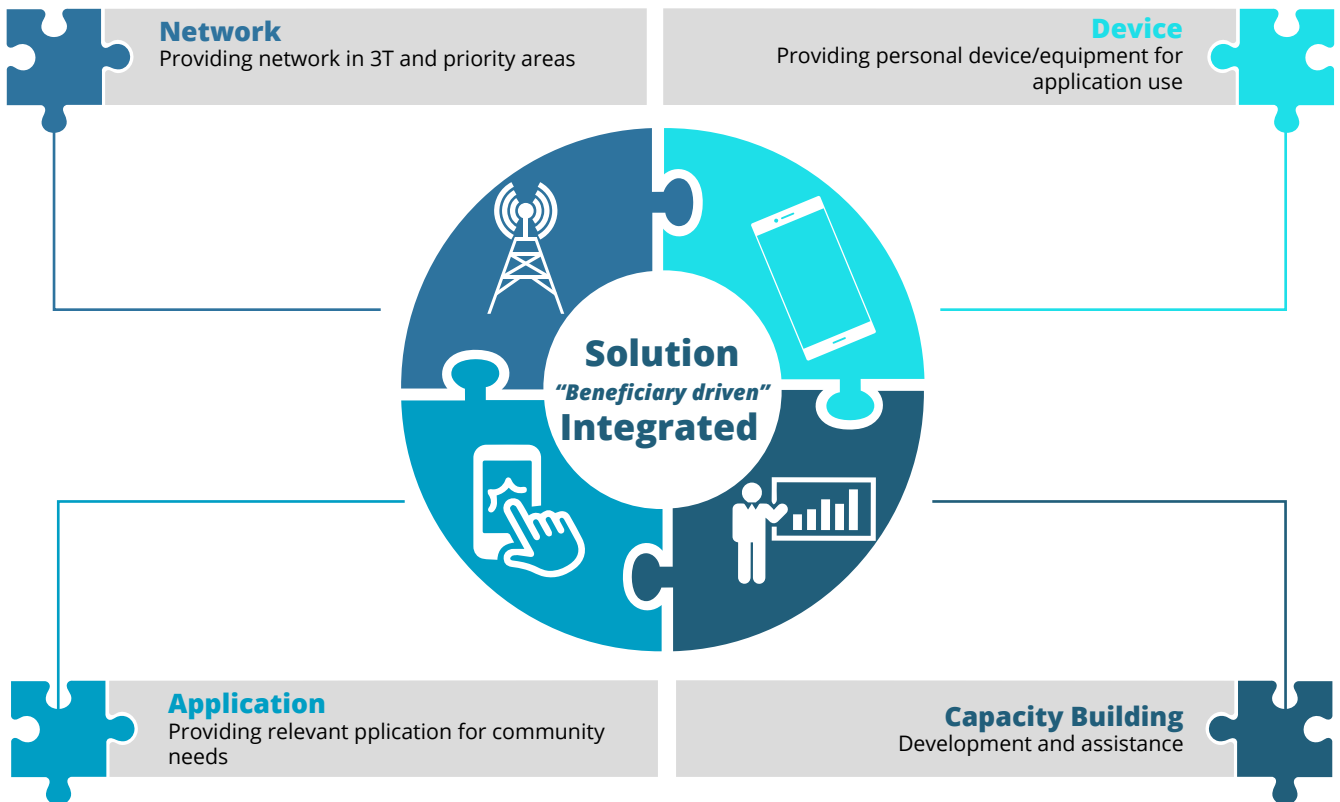 Network
Providing network in 3T and priority areas
Device
Providing personal device/equipment for
application use
Solution
“Beneficiary driven”
Integrated
Application
Providing relevant pplication for community
needs
Capacity Building
Development and assistance